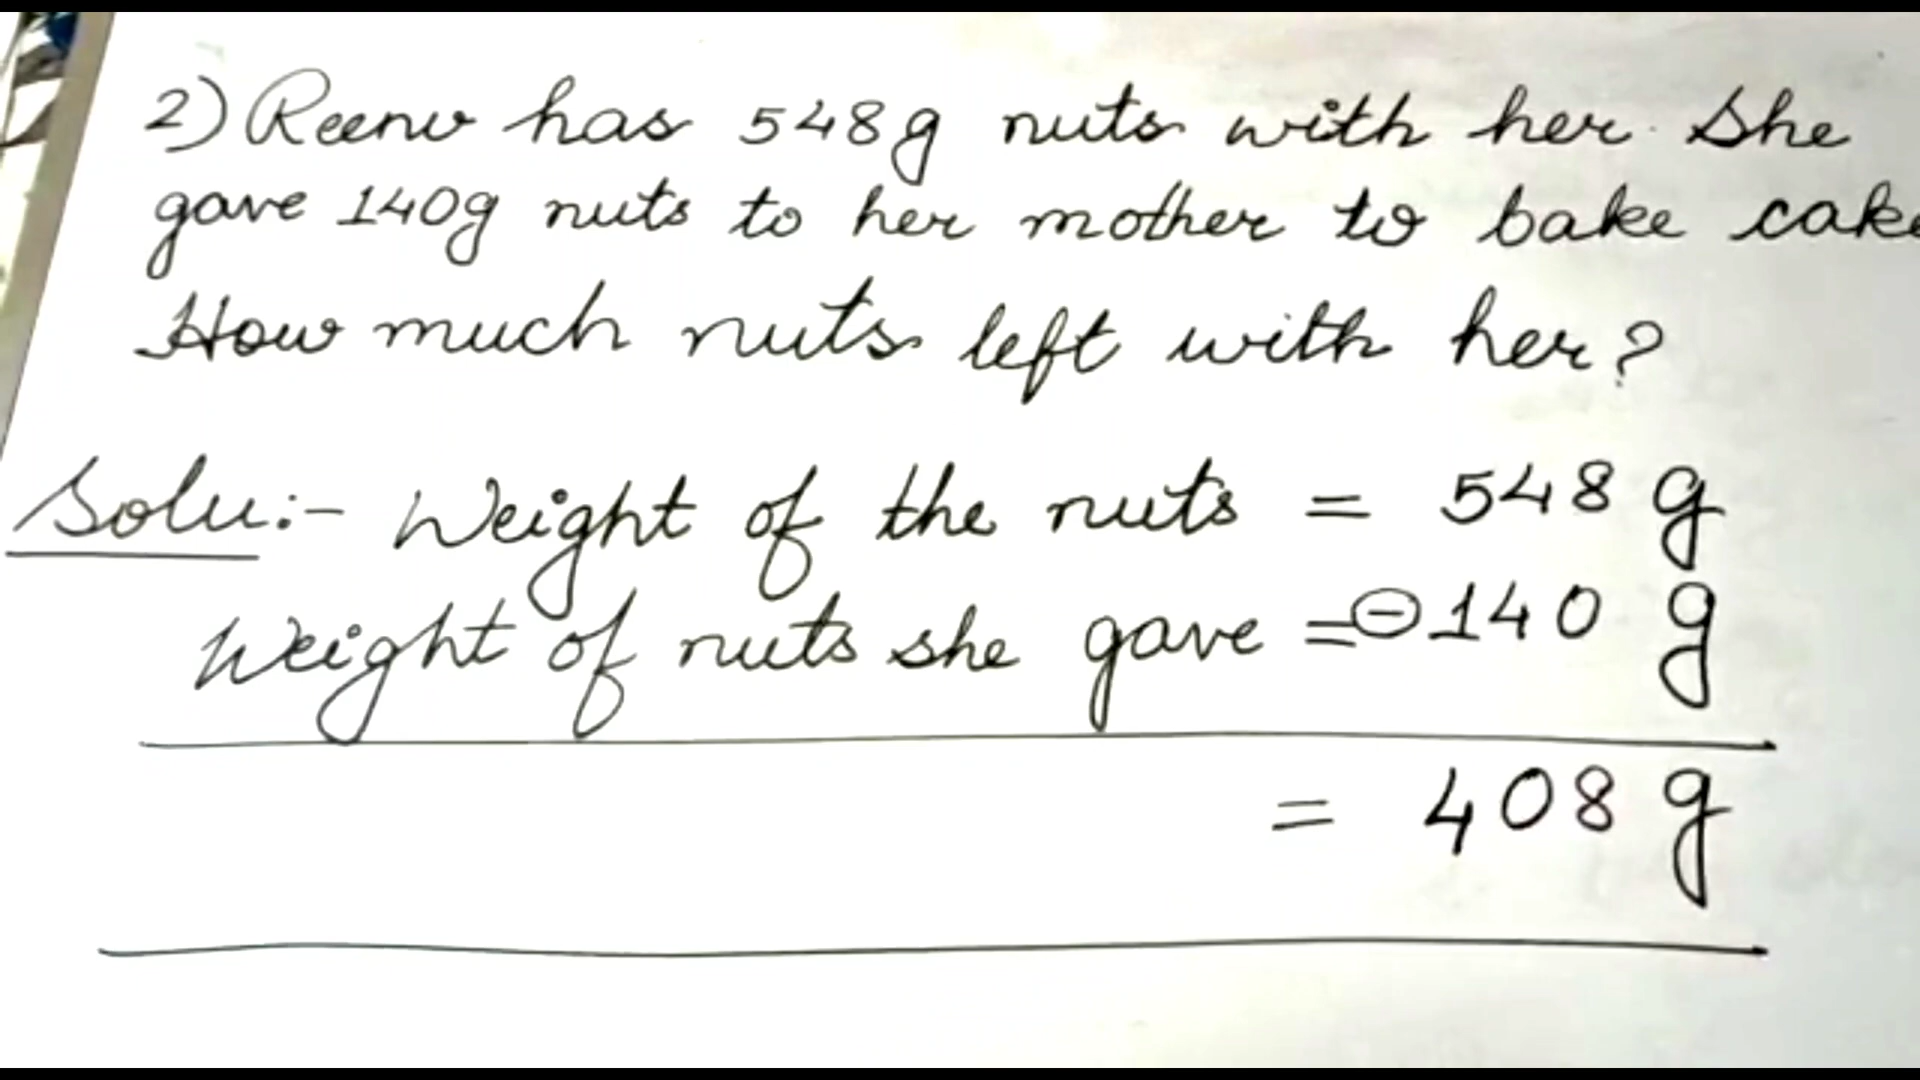 2) Reenu has 548g nuts with her. She
gave 140g nuts to her mother to bake cake
How much nuts left with her?
Solu:- Weight of the nuts = 548 g
Weight of nuts she gave = ⊖ 140 g
= 408 g